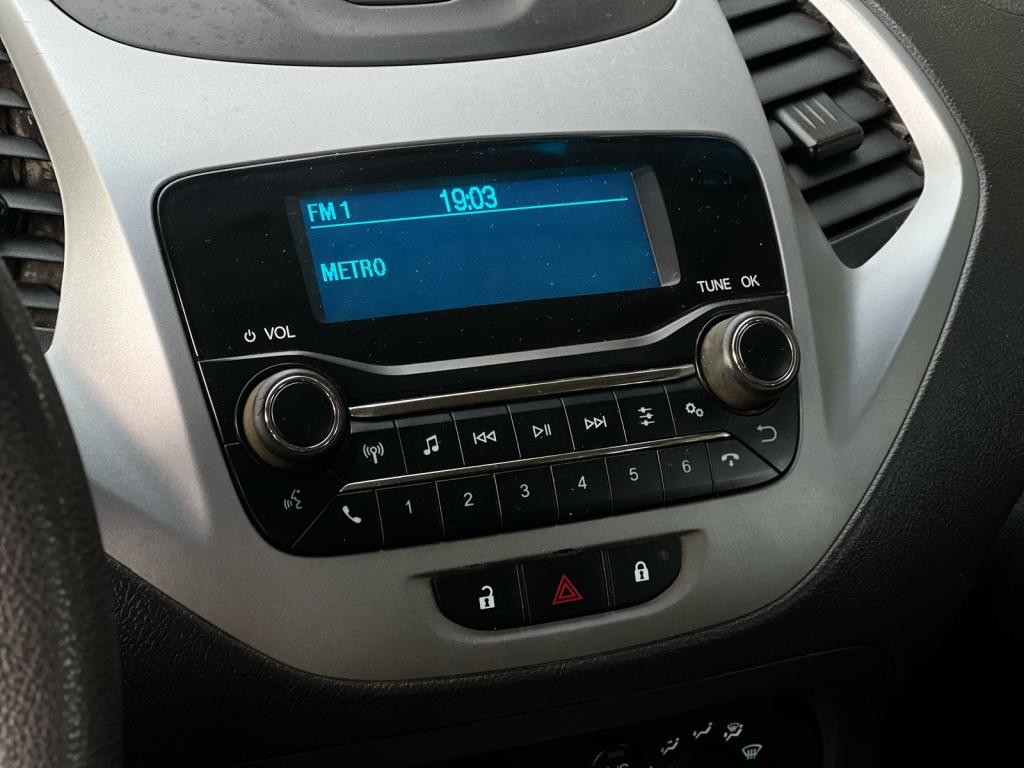 FM 1 19:03
METRO
TUNE OK
VOL
1 2 3 4 5 6